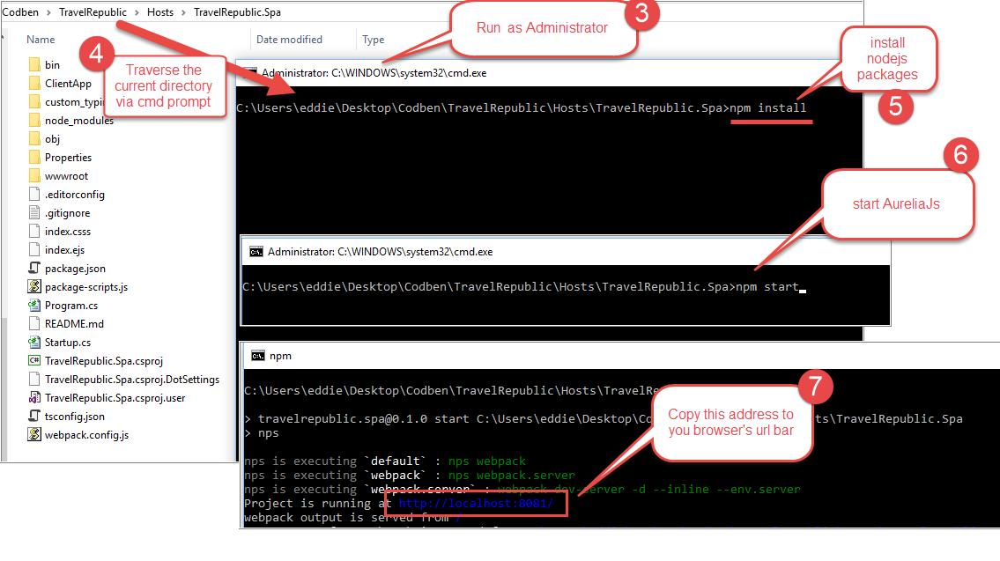 Codben > TravelRepublic > Hosts > TravelRepublic.Spa
Name Date modified Type
bin
ClientApp
node_modules
obj
Properties
wwwroot
.editorconfig
.gitignore
index.csss
index.ejs
package.json
package-scripts.js
Program.cs
README.md
Startup.cs
TravelRepublic.Spa.csproj
TravelRepublic.Spa.csproj.DotSettings
TravelRepublic.Spa.csproj.user
tsconfig.json
webpack.config.js
3
Run as Administrator
4
Traverse the
current directory
via cmd prompt
Administrator: C:\WINDOWS\system32\cmd.exe
C:\Users\eddie\Desktop\Codben\TravelRepublic\Hosts\TravelRepublic.Spa>npm install
install
nodejs
packages
5
6
start AureliaJs
Administrator: C:\WINDOWS\system32\cmd.exe
C:\Users\eddie\Desktop\Codben\TravelRepublic\Hosts\TravelRepublic.Spa>npm start
npm
7
Copy this address to
you browser's url bar
C:\Users\eddie\Desktop\Codben\TravelRepublic\Hosts\
> travelrepublic.spa@0.1.0 start C:\Users\eddie\Desktop\
> nps
nps is executing `default` : nps webpack
nps is executing `webpack` : nps webpack.server
nps is executing `webpack.server` : webpack-dev-server -d --inline --env.server
Project is running at http://localhost:8081/
webpack output is served from /